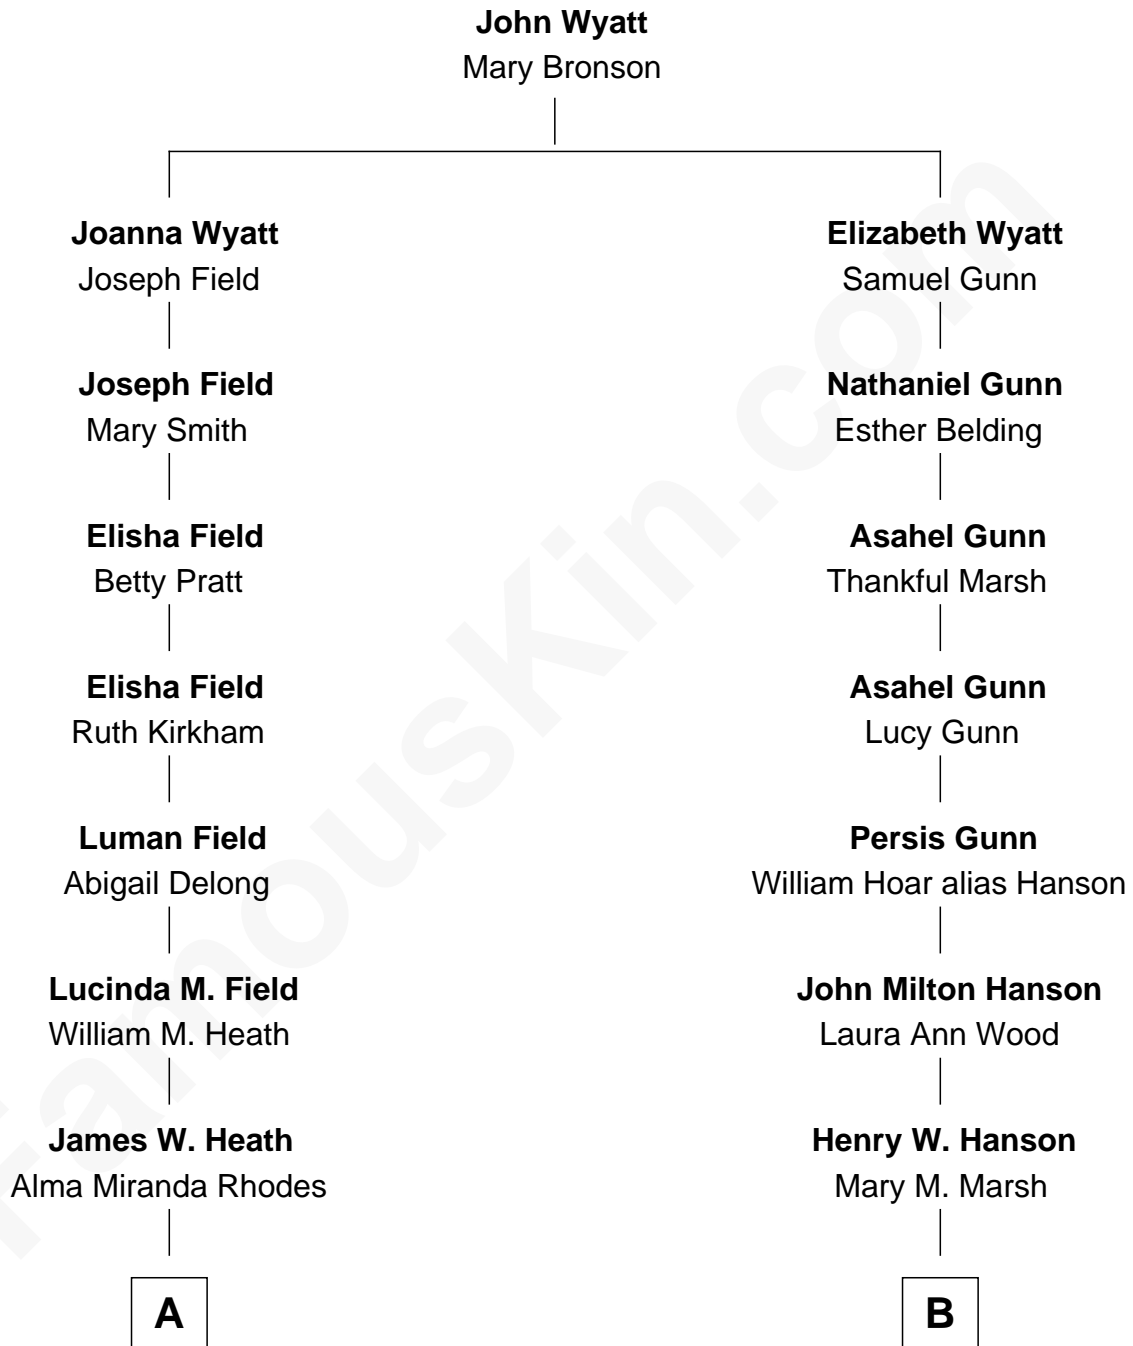 John Wyatt
Mary Bronson
Joanna Wyatt
Joseph Field
Joseph Field
Mary Smith
Elisha Field
Betty Pratt
Elisha Field
Ruth Kirkham
Luman Field
Abigail Delong
Lucinda M. Field
William M. Heath
James W. Heath
Alma Miranda Rhodes
A
Elizabeth Wyatt
Samuel Gunn
Nathaniel Gunn
Esther Belding
Asahel Gunn
Thankful Marsh
Asahel Gunn
Lucy Gunn
Persis Gunn
William Hoar alias Hanson
John Milton Hanson
Laura Ann Wood
Henry W. Hanson
Mary M. Marsh
B
FamousKin.com